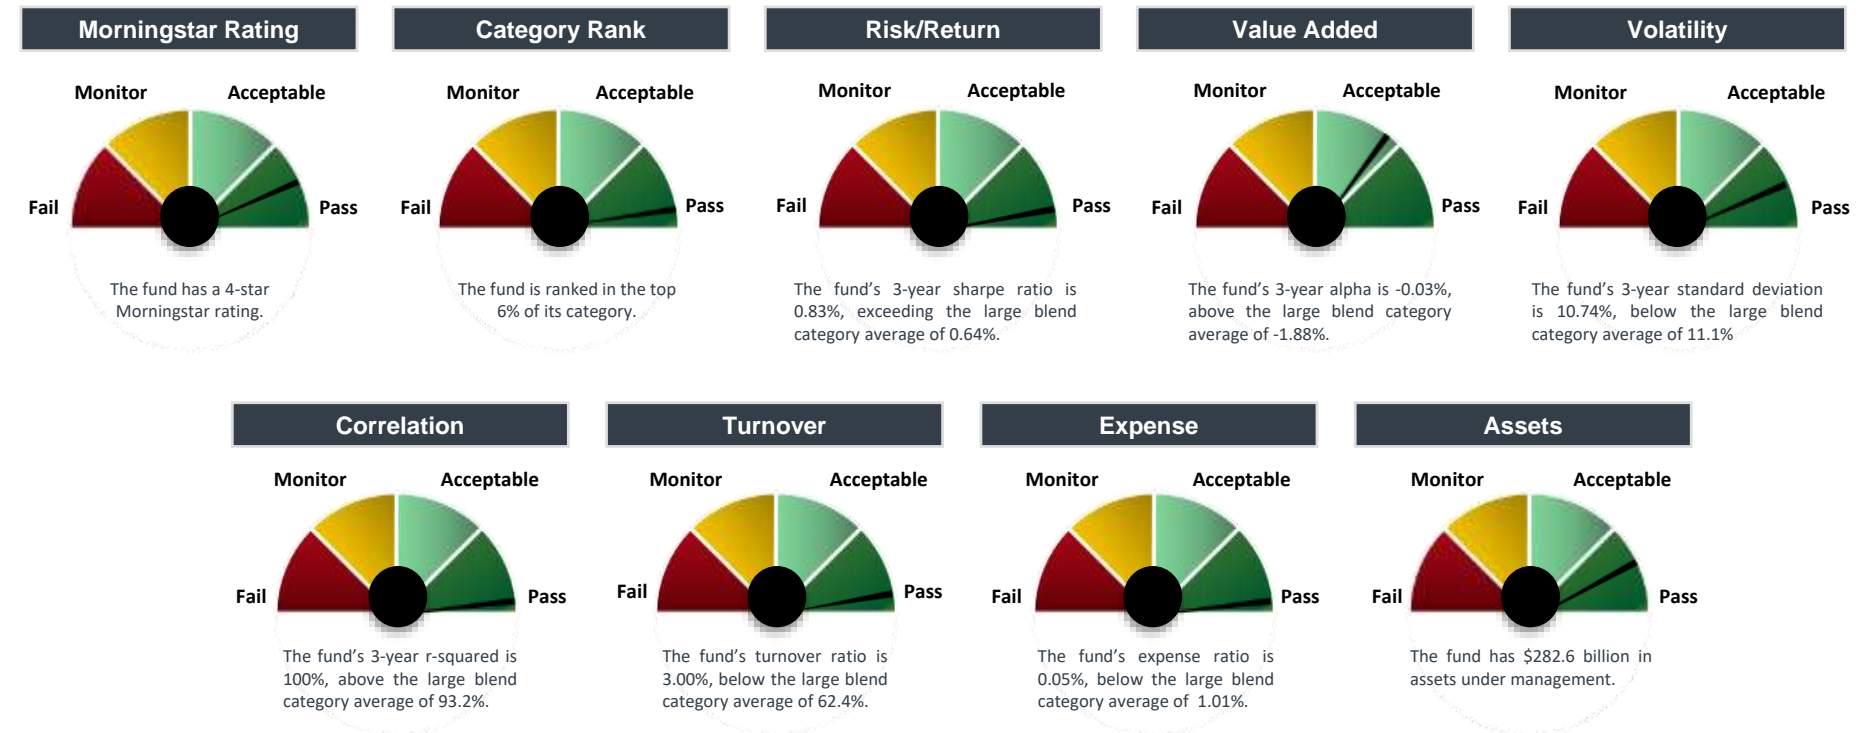 Morningstar Rating
Category Rank
Risk/Return
Value Added
Volatility
Monitor
Acceptable
Fail
Pass
The fund has a 4-star
Morningstar rating.
Monitor
Acceptable
Fail
Pass
The fund is ranked in the top
6% of its category.
Monitor
Acceptable
Fail
Pass
The fund's 3-year sharpe ratio is
0.83%, exceeding the large blend
category average of 0.64%.
Monitor
Acceptable
Fail
Pass
The fund's 3-year alpha is -0.03%,
above the large blend category
average of -1.88%.
Monitor
Acceptable
Fail
Pass
The fund's 3-year standard deviation
is 10.74%, below the large blend
category average of 11.1%
Correlation
Turnover
Expense
Assets
Monitor
Acceptable
Fail
Pass
The fund's 3-year r-squared is
100%, above the large blend
category average of 93.2%.
Monitor
Acceptable
Fail
Pass
The fund's turnover ratio is
3.00%, below the large blend
category average of 62.4%.
Monitor
Acceptable
Fail
Pass
The fund's expense ratio is
0.05%, below the large blend
category average of 1.01%.
Monitor
Acceptable
Fail
Pass
The fund has $282.6 billion in
assets under management.